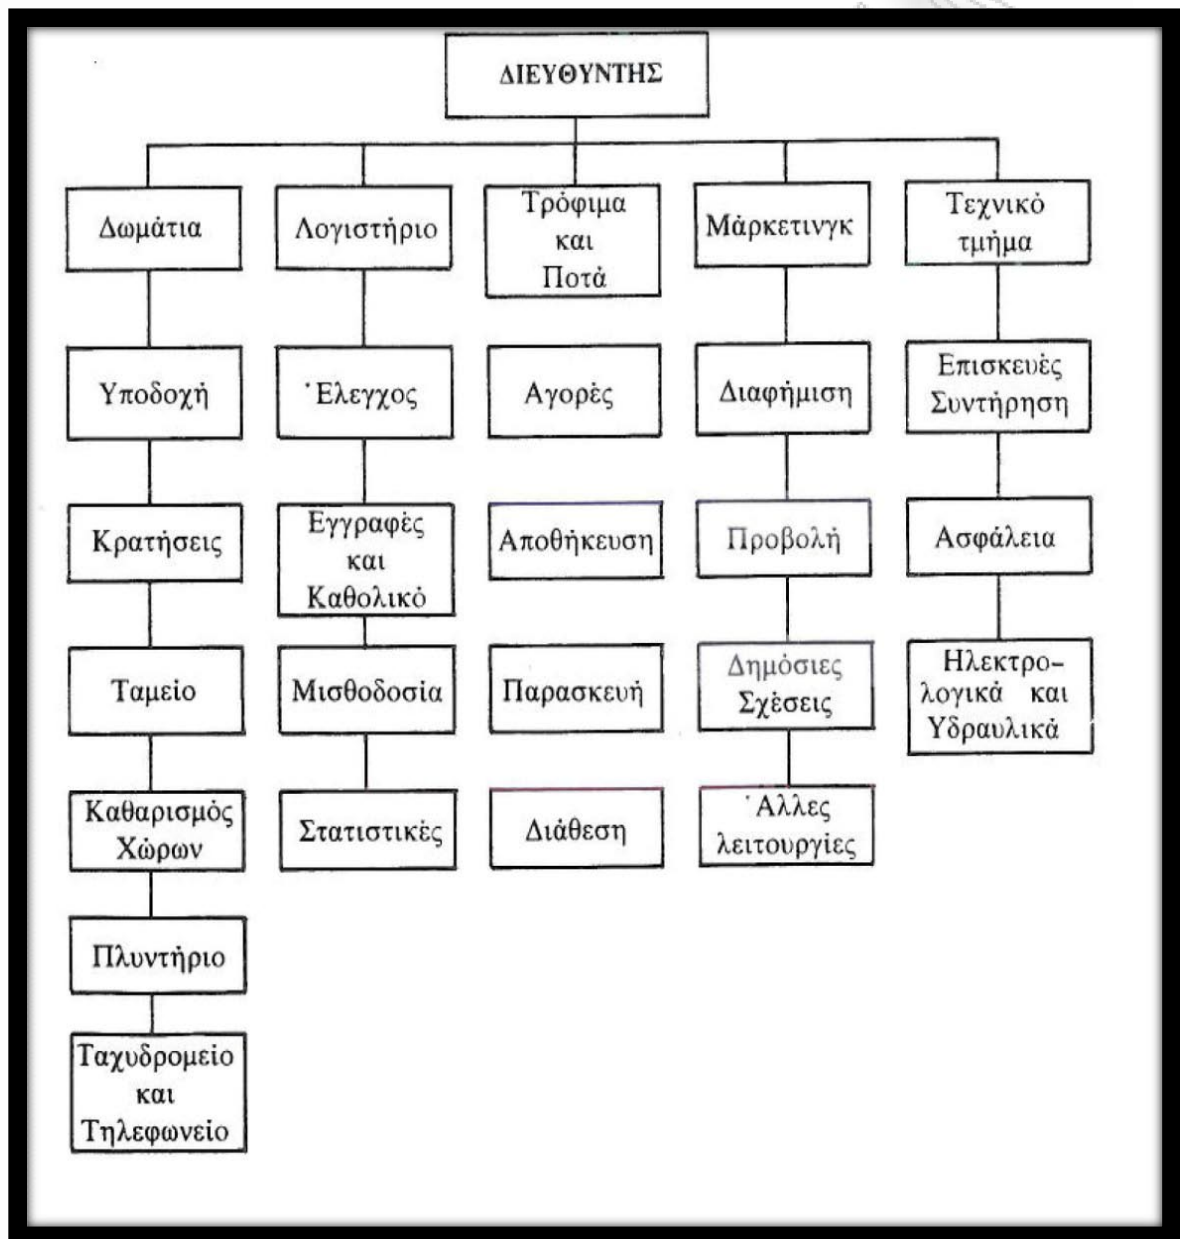 ΔΙΕΥΘΥΝΤΗΣ
Δωμάτια
Λογιστήριο
Τρόφιμα
και
Ποτά
Μάρκετινγκ
Τεχνικό
τμήμα
Υποδοχή
Έλεγχος
Αγορές
Διαφήμιση
Επισκευές
Συντήρηση
Κρατήσεις
Εγγραφές
και
Καθολικό
Αποθήκευση
Προβολή
Ασφάλεια
Ταμείο
Μισθοδοσία
Παρασκευή
Δημόσιες
Σχέσεις
Ηλεκτρο-
λογικά και
Υδραυλικά
Καθαρισμός
Χώρων
Στατιστικές
Διάθεση
Άλλες
λειτουργίες
Πλυντήριο
Ταχυδρομείο
και
Τηλεφωνείο